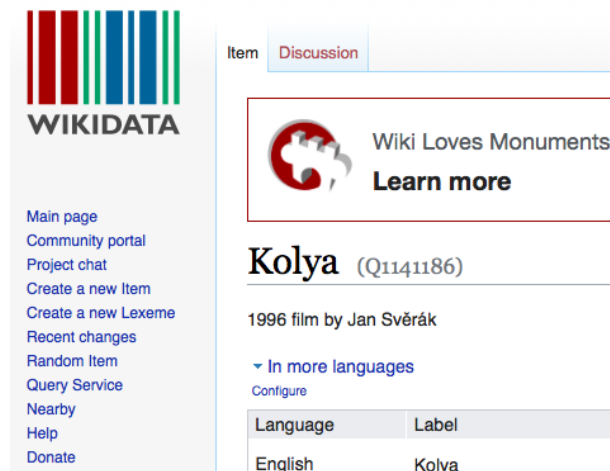 WIKIDATA
Main page
Community portal
Project chat
Create a new Item
Create a new Lexeme
Recent changes
Random Item
Query Service
Nearby
Help
Donate
Item Discussion
Wiki Loves Monuments
Learn more
Kolya (Q1141186)
1996 film by Jan Svěrák
In more languages
Configure
Language Label
English Kolya